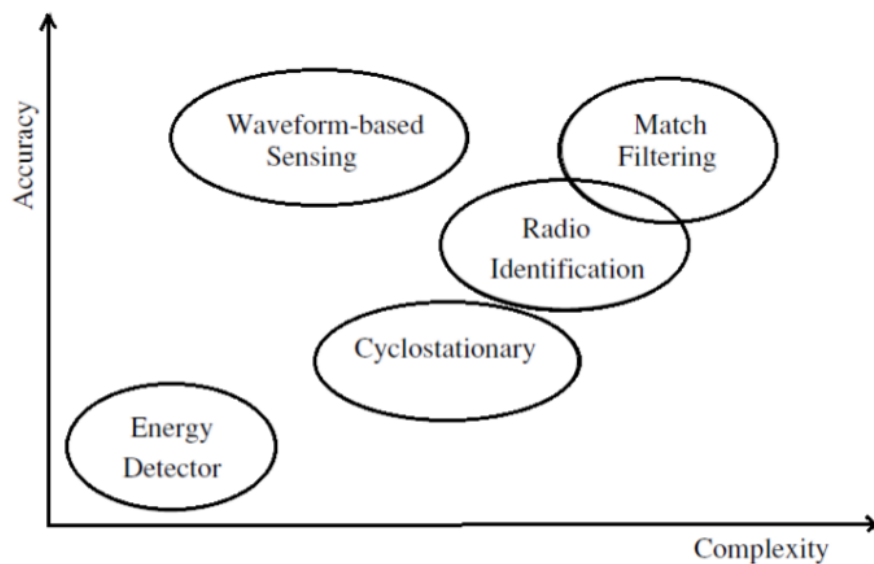 Accuracy
Waveform-based
Sensing
Match
Filtering
Radio
Identification
Cyclostationary
Energy
Detector
Complexity